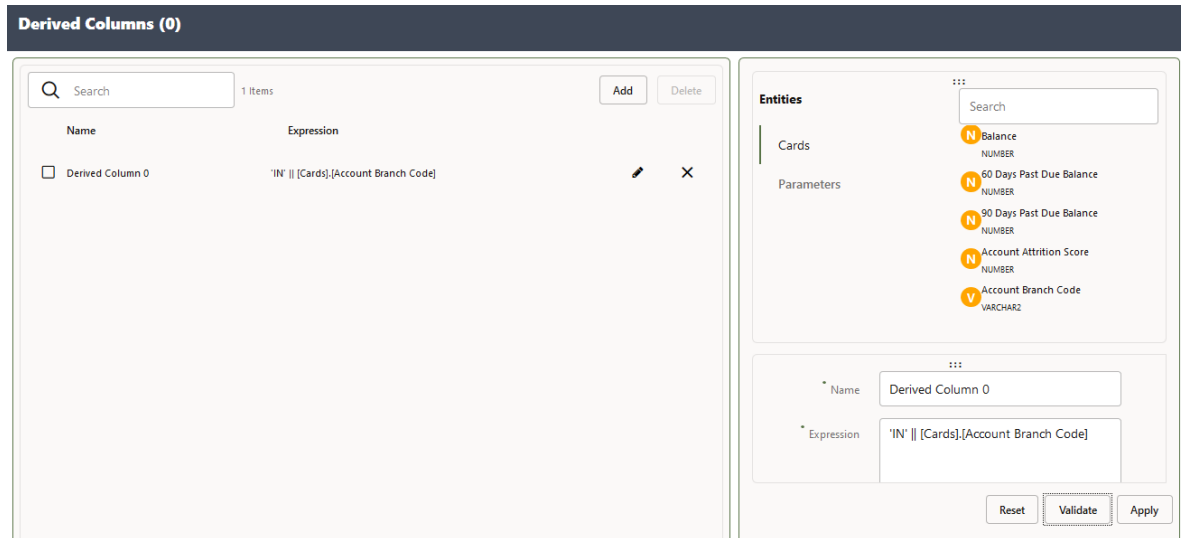 Derived Columns (0)
Search
1 Items
Add
Delete
Name
Expression
Derived Column 0
'IN' || [Cards].[Account Branch Code]
Entities
Cards
Parameters
Search
N Balance
NUMBER
N 60 Days Past Due Balance
NUMBER
N 90 Days Past Due Balance
NUMBER
N Account Attrition Score
NUMBER
V Account Branch Code
VARCHAR2
* Name
Derived Column 0
* Expression
'IN' || [Cards].[Account Branch Code]
Reset
Validate
Apply